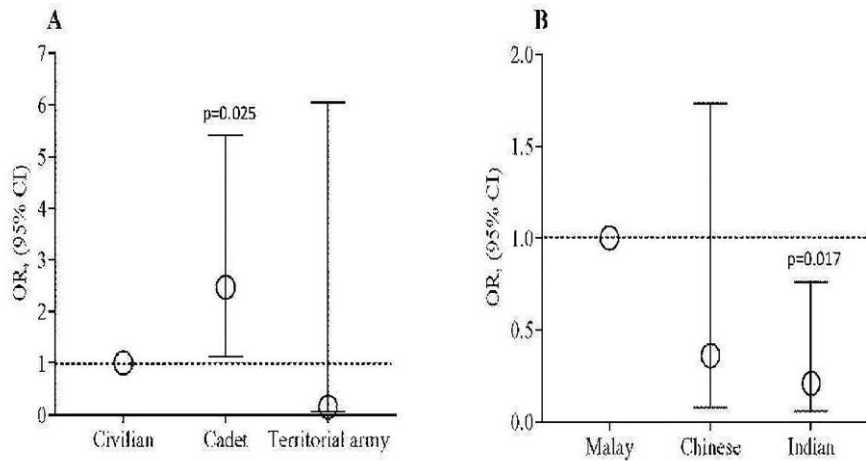 A
OR, (95% CI)
7
6
5
4
3
2
1
0
p=0.025
Civilian Cadet Territorial army
B
OR, (95% CI)
2.0
1.5
1.0
0.5
0.0
p=0.017
Malay Chinese Indian